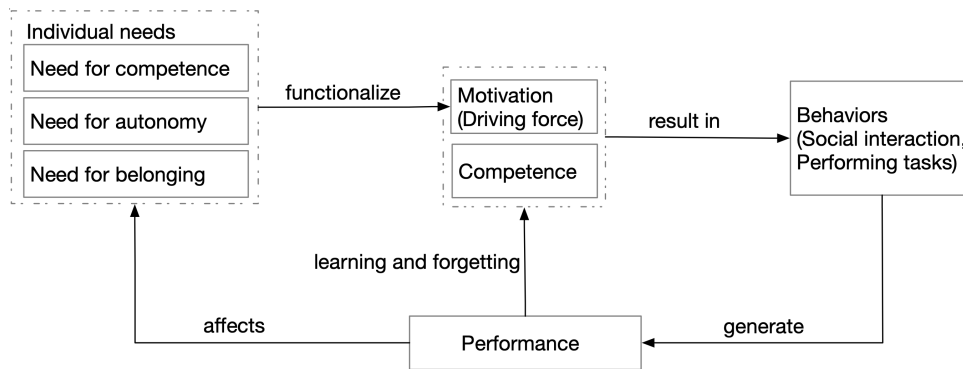 Individual needs
Need for competence
Need for autonomy
Need for belonging
functionalize
Motivation
(Driving force)
Competence
result in
Behaviors
(Social interaction,
Performing tasks)
learning and forgetting
affects
Performance
generate